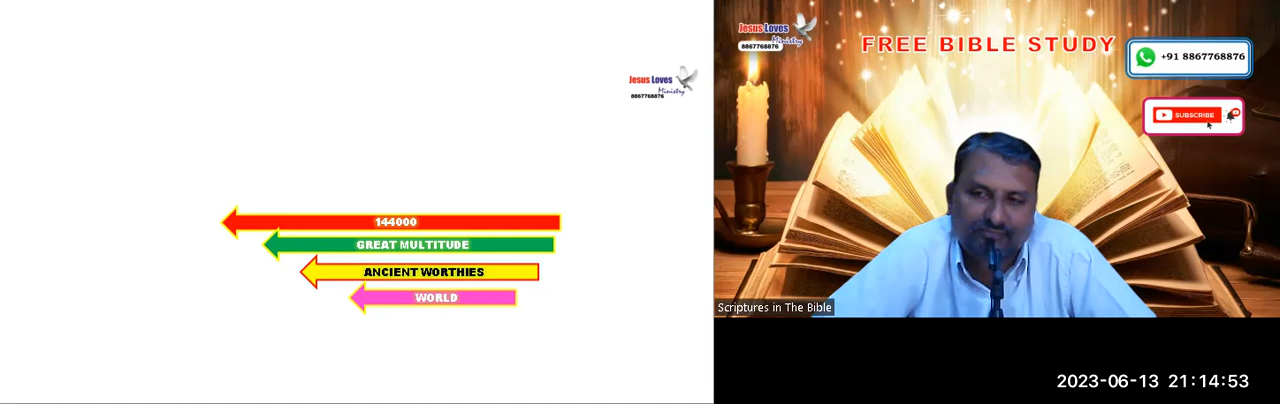 Jesus Loves
Ministry
8867768876
144000
GREAT MULTITUDE
ANCIENT WORTHIES
WORLD
Jesus Loves
Ministry
8867768876
FREE BIBLE STUDY
+91 8867768876
SUBSCRIBE
Scriptures in The Bible
2023-06-13 21:14:53